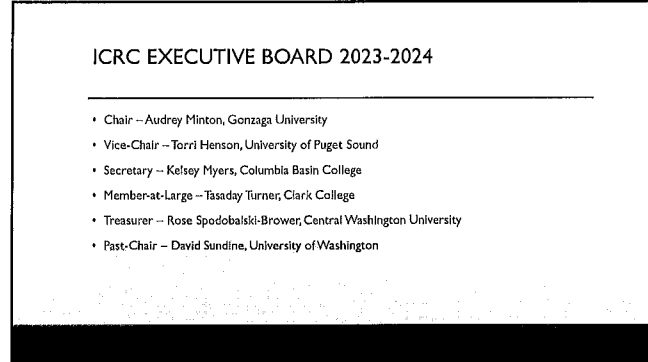 ICRC EXECUTIVE BOARD 2023-2024
• Chair – Audrey Minton, Gonzaga University
• Vice-Chair – Torri Henson, University of Puget Sound
• Secretary – Kelsey Myers, Columbia Basin College
• Member-at-Large – Tasaday Turner, Clark College
• Treasurer – Rose Spodobalski-Brower, Central Washington University
• Past-Chair – David Sundine, University of Washington